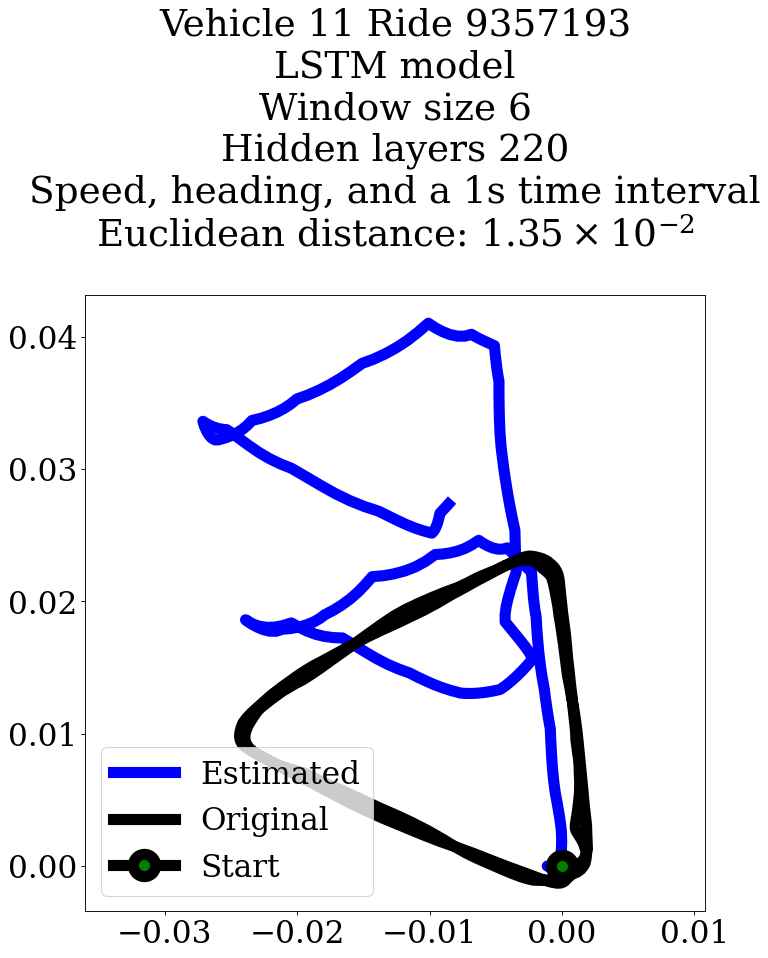 Vehicle 11 Ride 9357193
LSTM model
Window size 6
Hidden layers 220
Speed, heading, and a 1s time interval
Euclidean distance: 1.35 × 10⁻²
0.04
0.03
0.02
0.01
0.00
Estimated
Original
Start
−0.03 −0.02 −0.01 0.00 0.01